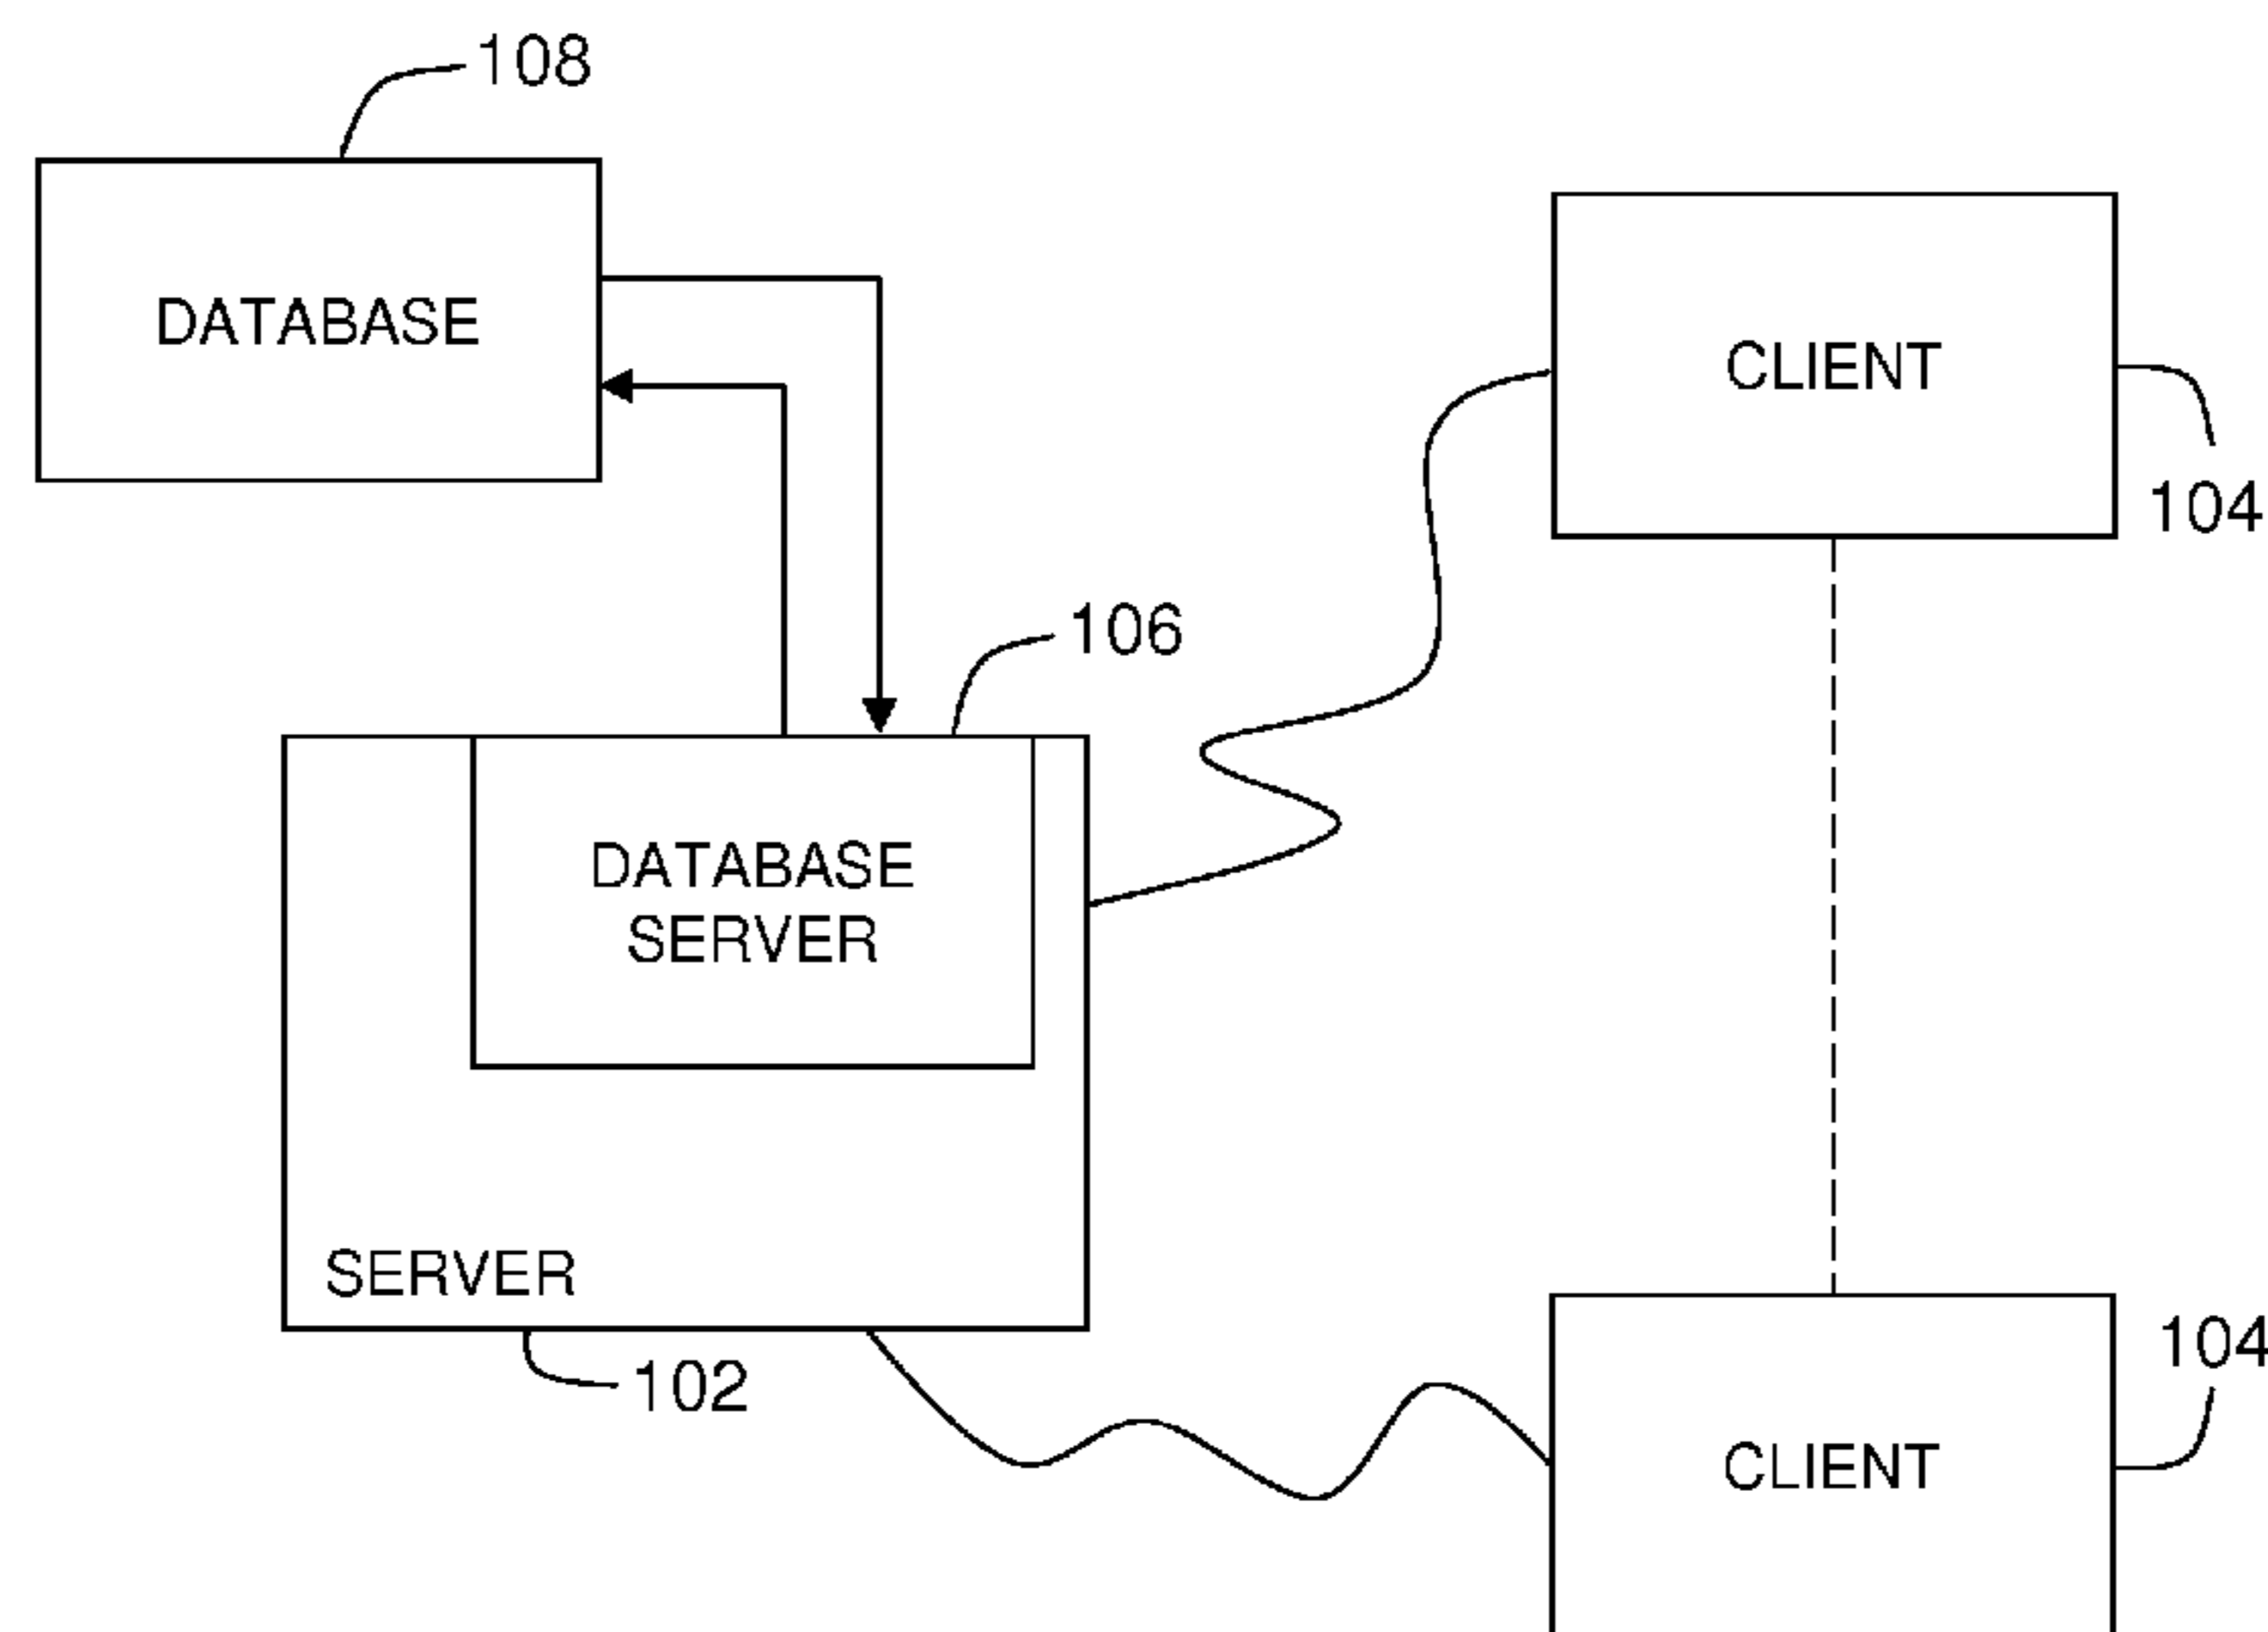 108
DATABASE
CLIENT
104
106
DATABASE
SERVER
SERVER
102
104
CLIENT